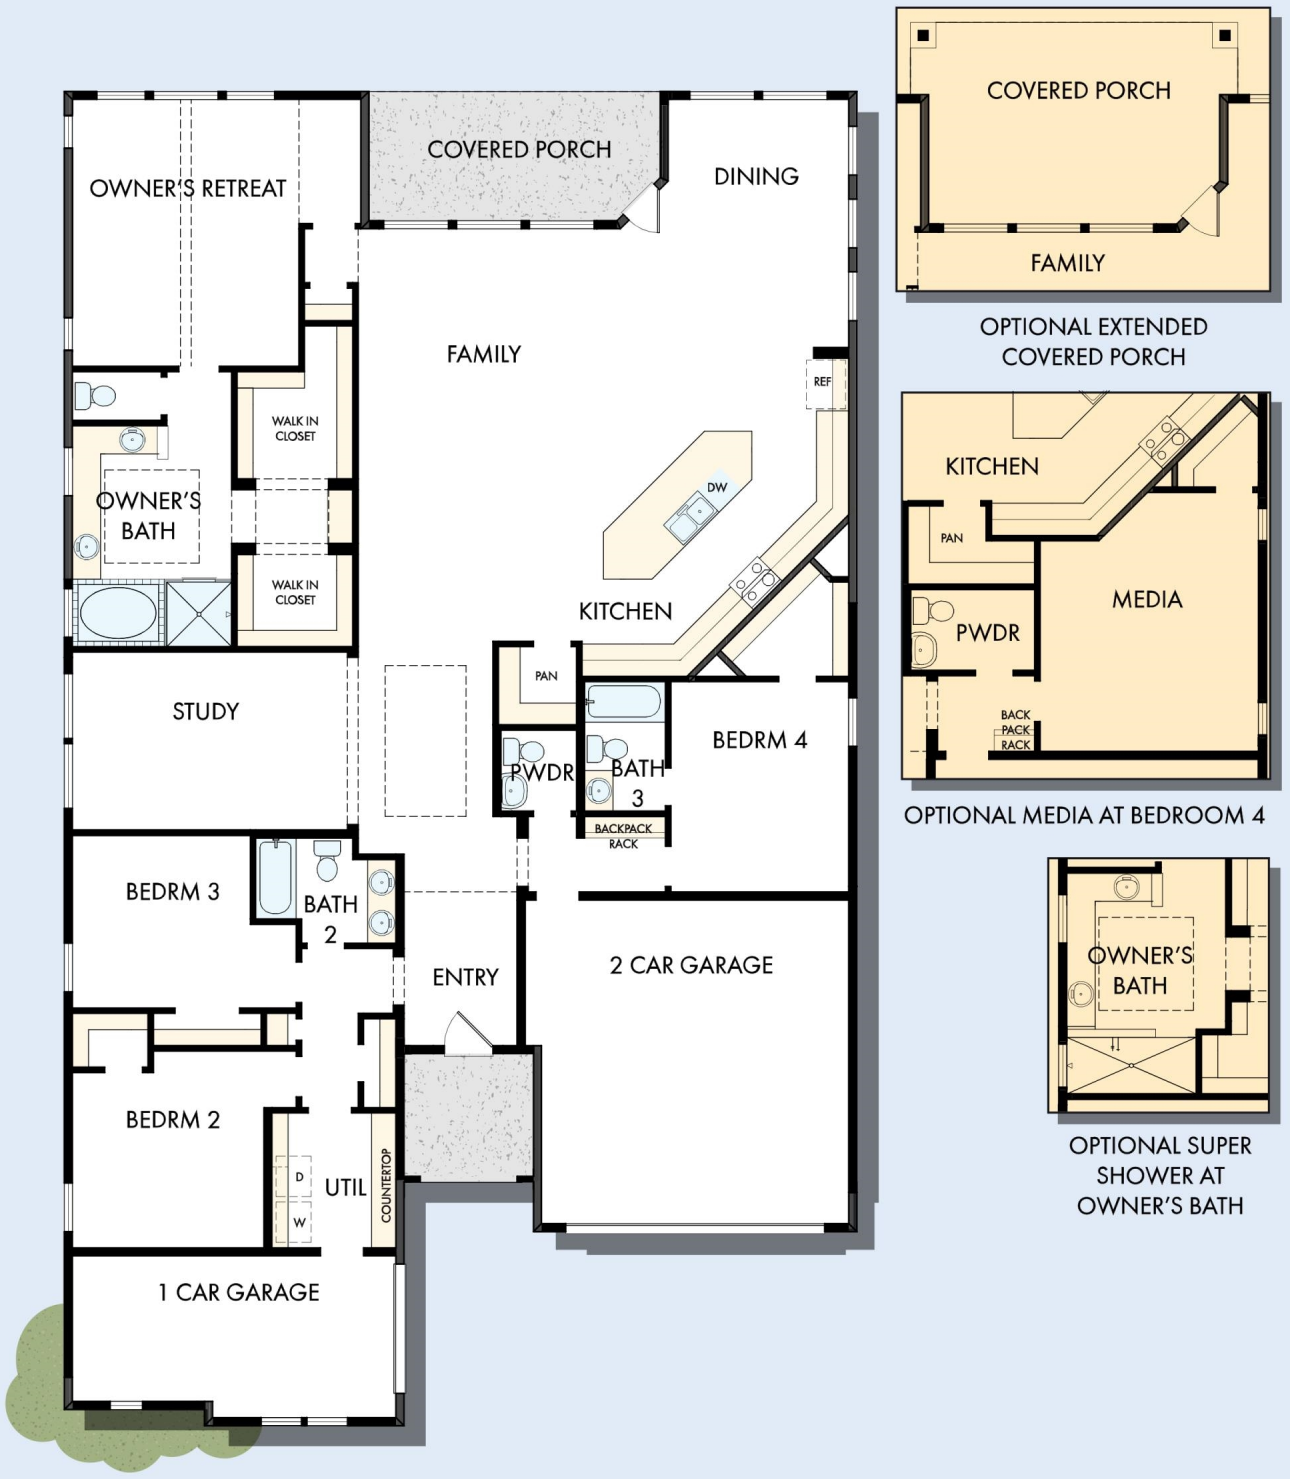 COVERED PORCH
OWNER'S RETREAT
DINING
FAMILY
REF
WALK IN
CLOSET
DW
OWNER'S
BATH
WALK IN
CLOSET
KITCHEN
PAN
STUDY
BEDRM 4
PWDR
BATH
3
BACKPACK
RACK
BEDRM 3
BATH
2
ENTRY
2 CAR GARAGE
BEDRM 2
D
W
UTIL
COUNTERTOP
1 CAR GARAGE
COVERED PORCH
FAMILY
OPTIONAL EXTENDED
COVERED PORCH
KITCHEN
PAN
MEDIA
PWDR
BACK
PACK
RACK
OPTIONAL MEDIA AT BEDROOM 4
OWNER'S
BATH
OPTIONAL SUPER
SHOWER AT
OWNER'S BATH